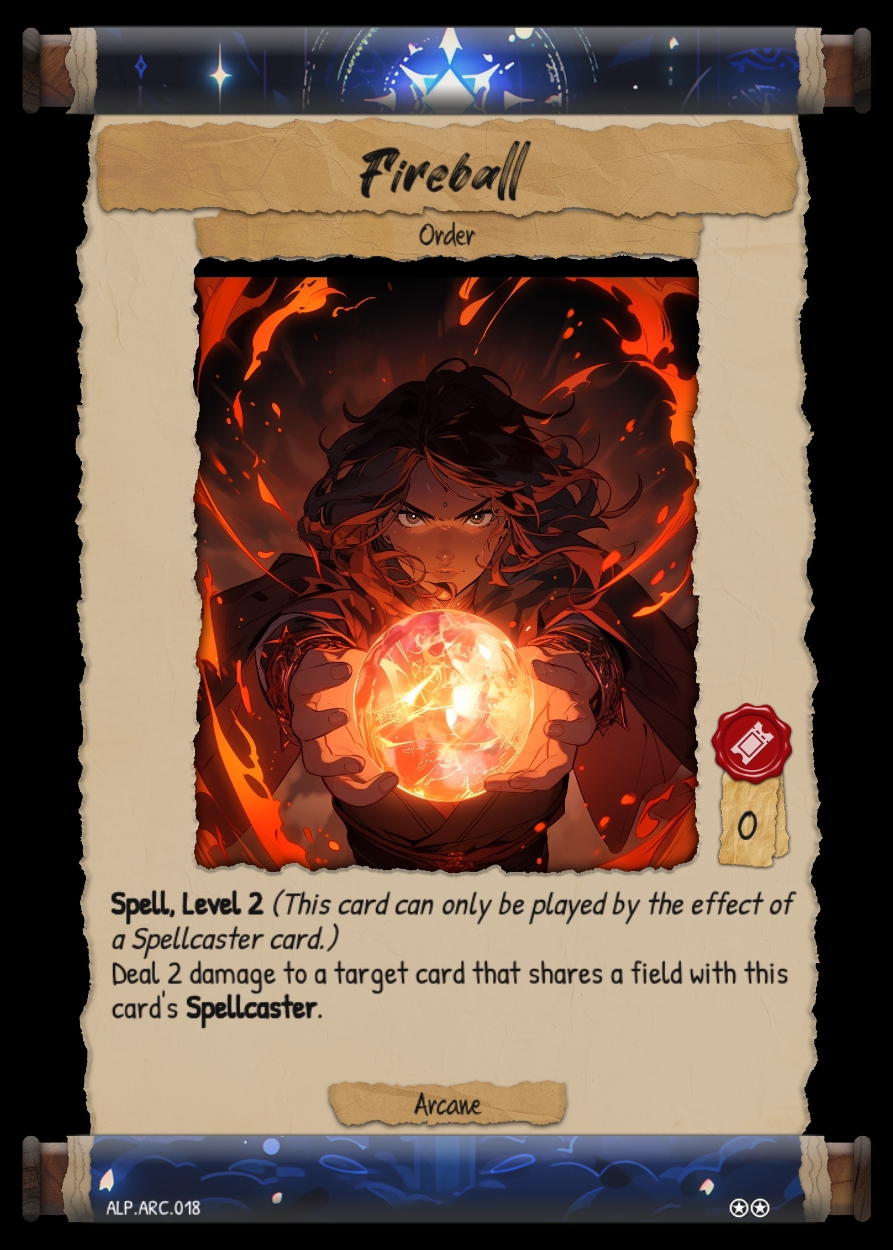 Fireball
Order
0
Spell, Level 2 (This card can only be played by the effect of
a Spellcaster card.)
Deal 2 damage to a target card that shares a field with this
card's Spellcaster.
Arcane
ALP.ARC.018